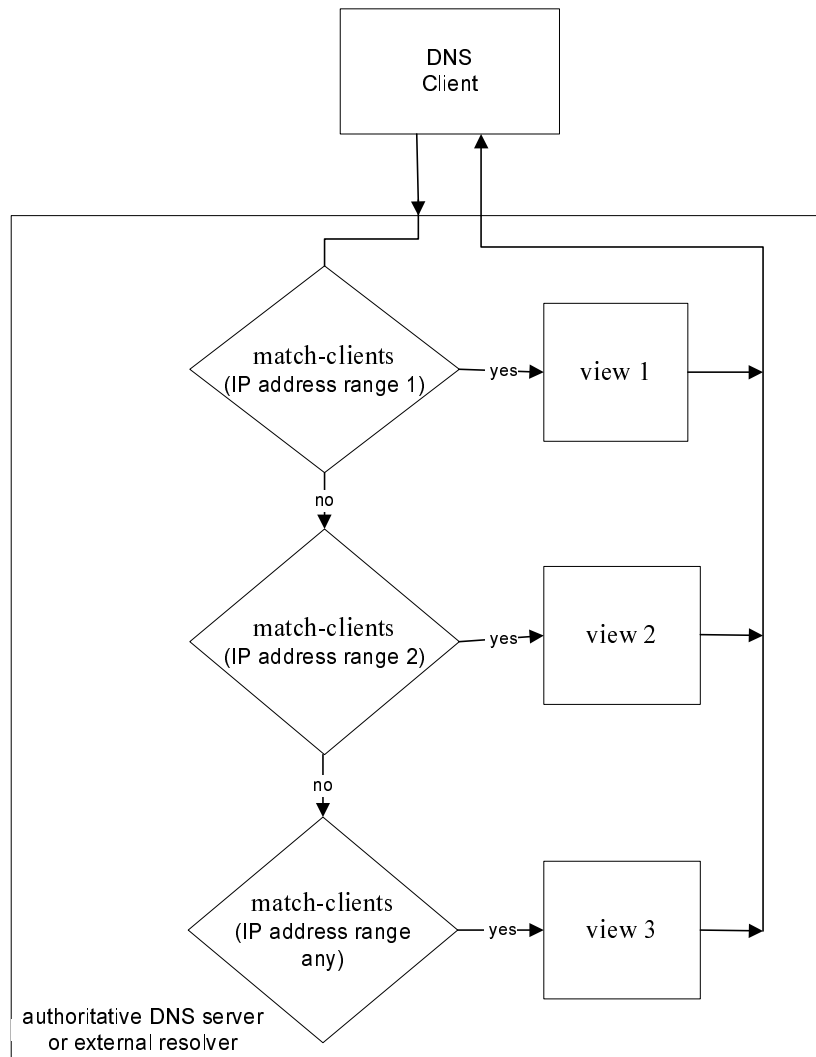 DNS
Client
match-clients
(IP address range 1)
yes
view 1
no
match-clients
(IP address range 2)
yes
view 2
no
match-clients
(IP address range
any)
yes
view 3
authoritative DNS server
or external resolver